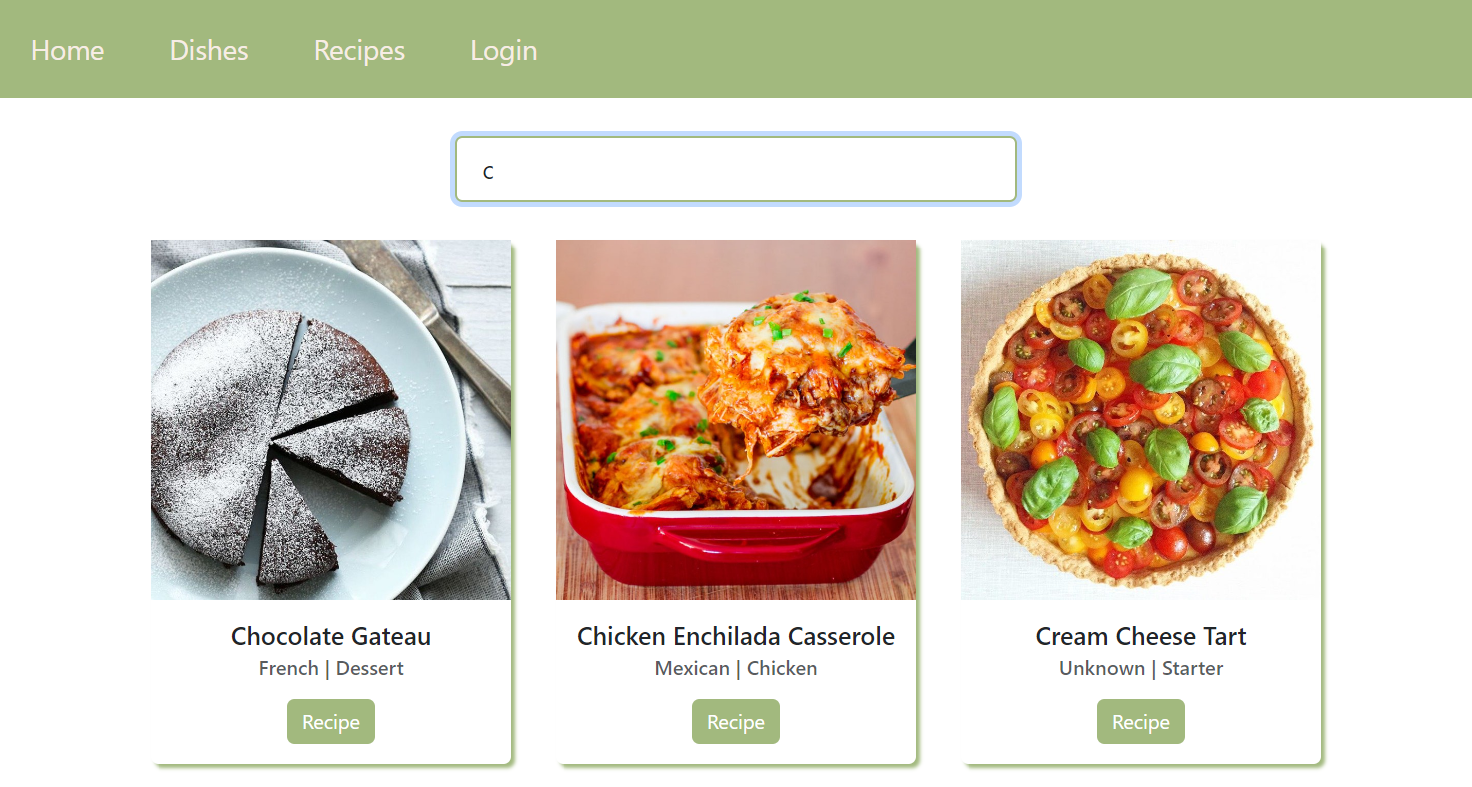 Home Dishes Recipes Login
c
Chocolate Gateau
French | Dessert
Recipe
Chicken Enchilada Casserole
Mexican | Chicken
Recipe
Cream Cheese Tart
Unknown | Starter
Recipe